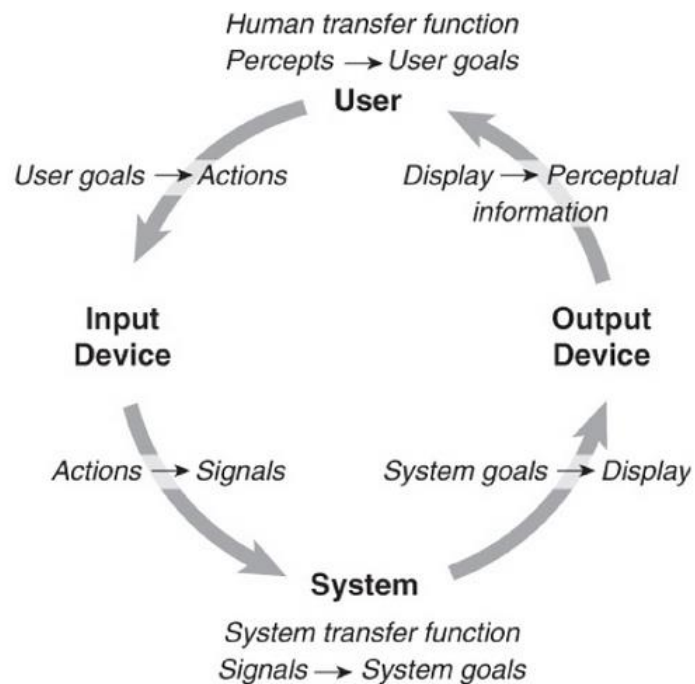 Human transfer function
Percepts → User goals
User
User goals → Actions
Display → Perceptual
information
Input
Device
Output
Device
Actions → Signals
System goals → Display
System
System transfer function
Signals → System goals